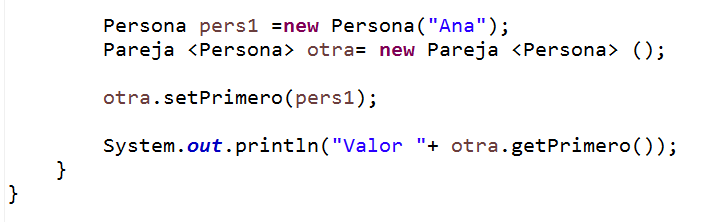 Persona pers1 =new Persona("Ana");
Pareja <Persona> otra= new Pareja <Persona> ();
otra.setPrimero(pers1);
System.out.println("Valor "+ otra.getPrimero());
}
}